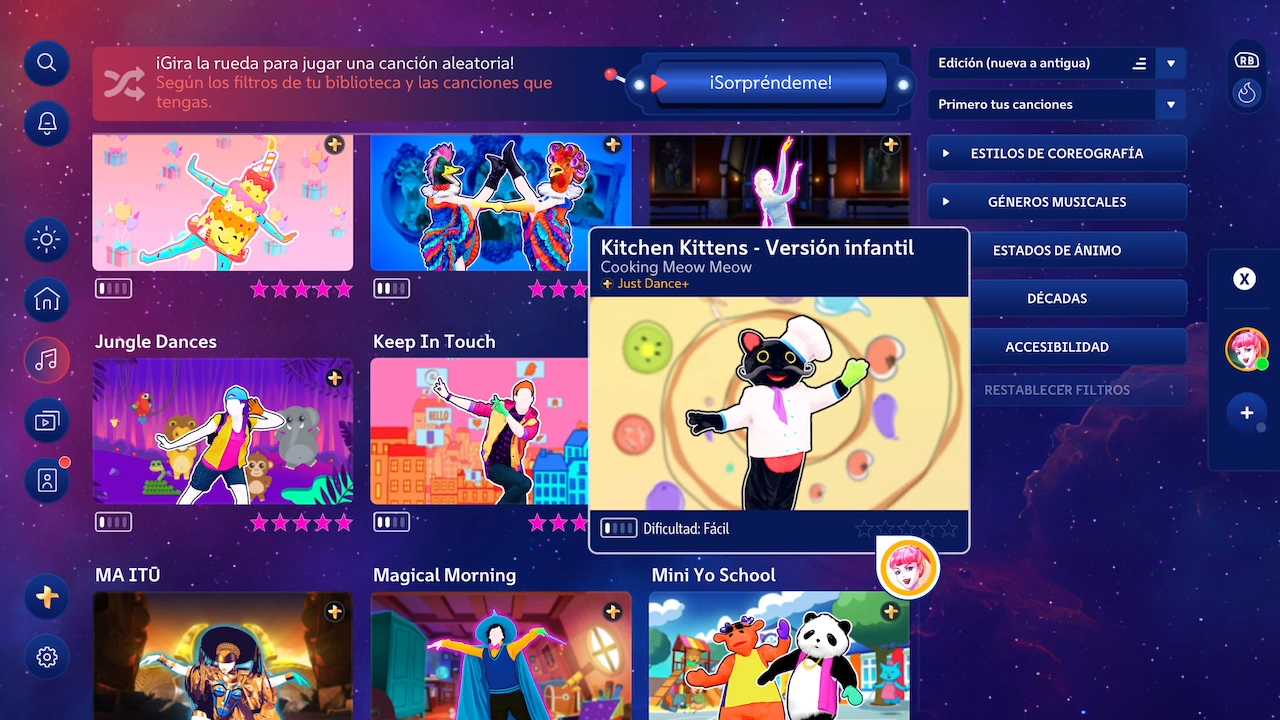 ¡Gira la rueda para jugar una canción aleatoria!
Según los filtros de tu biblioteca y las canciones que
tengas.
¡Sorpréndeme!
Edición (nueva a antigua)
Primero tus canciones
RB
ESTILOS DE COREOGRAFÍA
GÉNEROS MUSICALES
ESTADOS DE ÁNIMO
DÉCADAS
ACCESIBILIDAD
RESTABLECER FILTROS
X
Kitchen Kittens - Versión infantil
Cooking Meow Meow
Just Dance+
Dificultad: Fácil
Jungle Dances
Keep In Touch
HELLO
MA ITŪ
Magical Morning
Mini Yo School